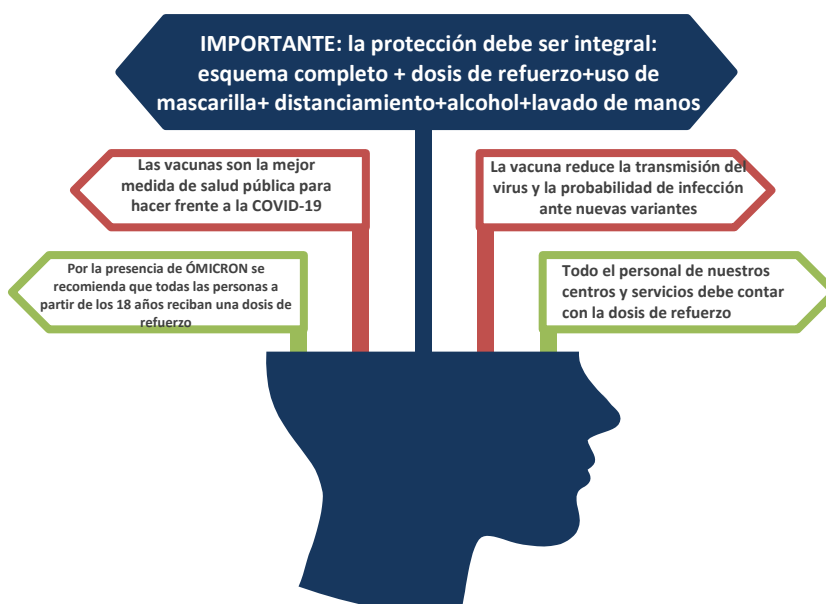 IMPORTANTE: la protección debe ser integral:
esquema completo + dosis de refuerzo+uso de
mascarilla+ distanciamiento+alcohol+lavado de manos
Las vacunas son la mejor
medida de salud pública para
hacer frente a la COVID-19
La vacuna reduce la transmisión del
virus y la probabilidad de infección
ante nuevas variantes
Por la presencia de ÓMICRON se
recomienda que todas las personas a
partir de los 18 años reciban una dosis de
refuerzo
Todo el personal de nuestros
centros y servicios debe contar
con la dosis de refuerzo